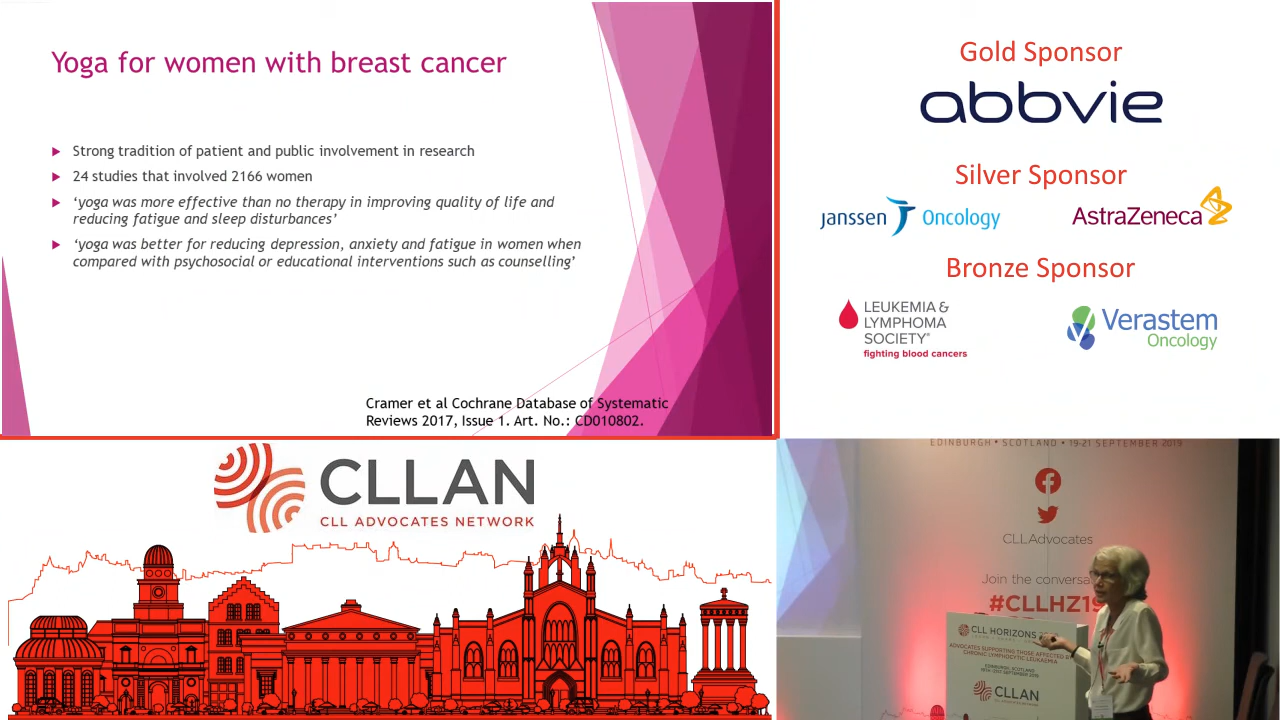 Yoga for women with breast cancer
Strong tradition of patient and public involvement in research
24 studies that involved 2166 women
‘yoga was more effective than no therapy in improving quality of life and
reducing fatigue and sleep disturbances’
‘yoga was better for reducing depression, anxiety and fatigue in women when
compared with psychosocial or educational interventions such as counselling’
Cramer et al Cochrane Database of Systematic
Reviews 2017, Issue 1. Art. No.: CD010802.
Gold Sponsor
abbvie
Silver Sponsor
Janssen Oncology
AstraZeneca
Bronze Sponsor
LEUKEMIA &
LYMPHOMA
SOCIETY®
fighting blood cancers
Verastem
Oncology
CLLAN
CLL ADVOCATES NETWORK
EDINBURGH • SCOTLAND • 19-21 SEPTEMBER 2019
CLLAdvocates
Join the conversa
#CLLHZ19
CLL HORIZONS
ADVOCATES SUPPORTING THOSE AFFECTED BY
CHRONIC LYMPHOCYTIC LEUKAEMIA
EDINBURGH, SCOTLAND
CLLAN